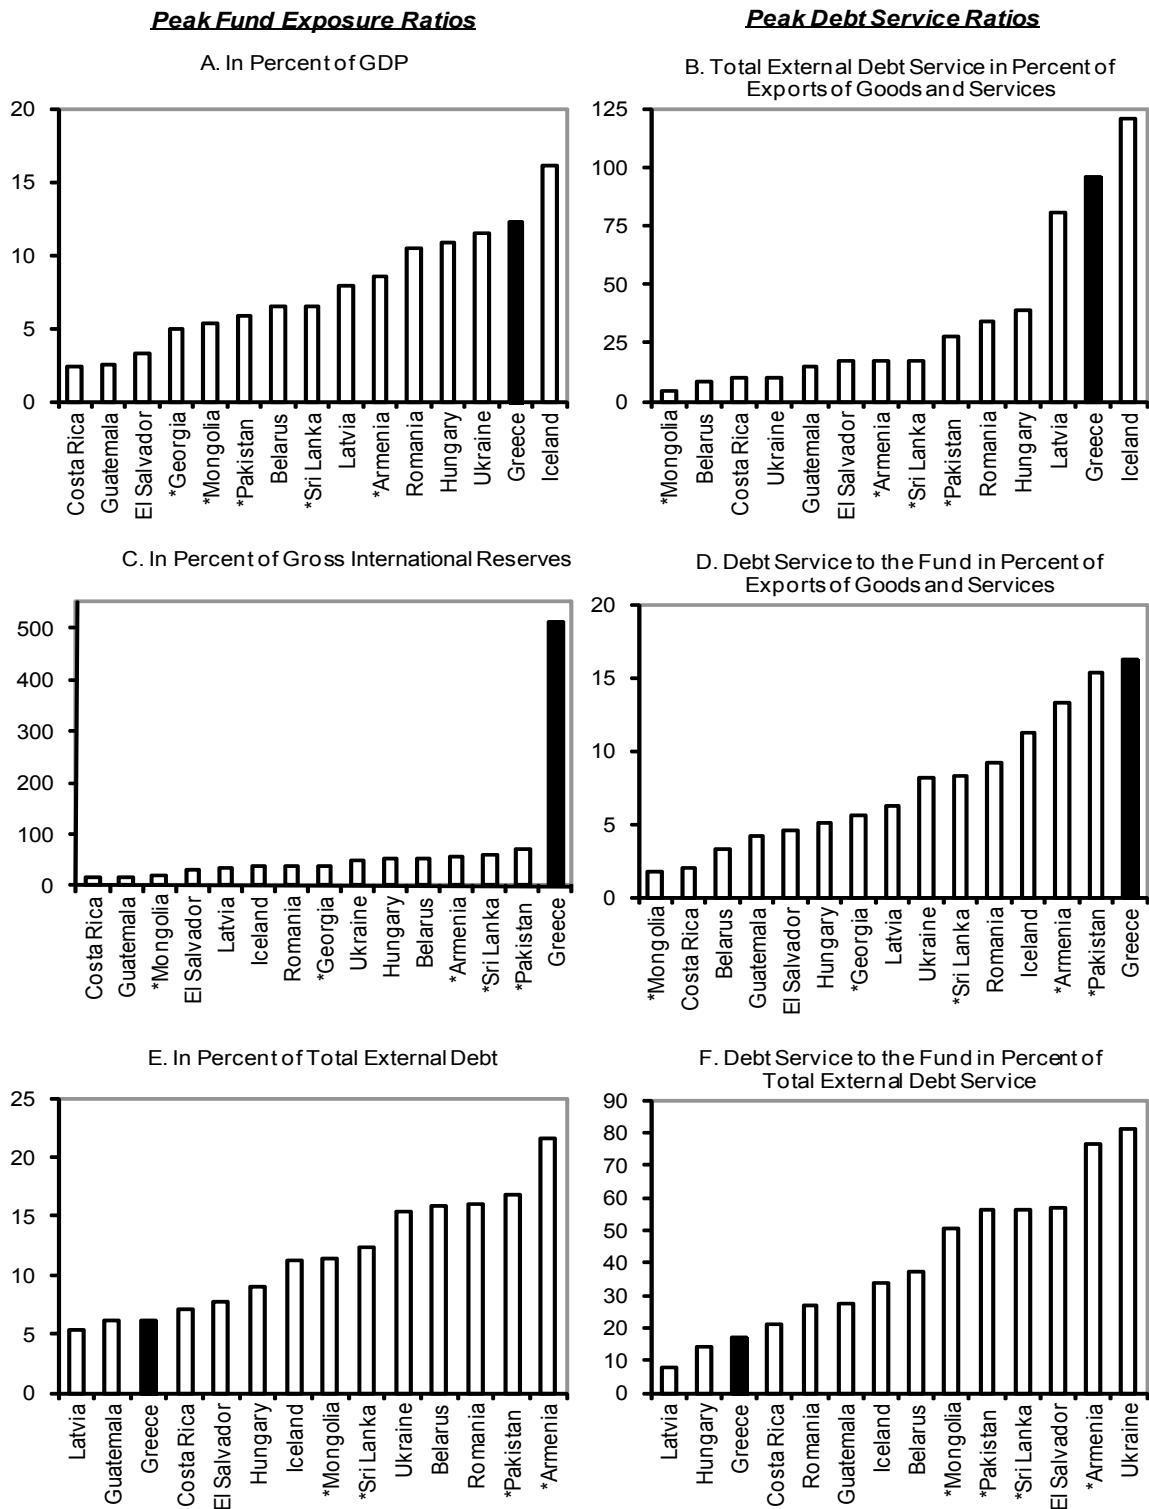 Peak Fund Exposure Ratios
Peak Debt Service Ratios
A. In Percent of GDP
20
15
10
5
0
Costa Rica
Guatemala
El Salvador
*Georgia
*Mongolia
*Pakistan
Belarus
*Sri Lanka
Latvia
*Armenia
Romania
Hungary
Ukraine
Greece
Iceland
B. Total External Debt Service in Percent of
Exports of Goods and Services
125
100
75
50
25
0
*Mongolia
Belarus
Costa Rica
Ukraine
Guatemala
El Salvador
*Armenia
*Sri Lanka
*Pakistan
Romania
Hungary
Latvia
Greece
Iceland
C. In Percent of Gross International Reserves
500
400
300
200
100
0
Costa Rica
Guatemala
*Mongolia
El Salvador
Latvia
Iceland
Romania
*Georgia
Ukraine
Hungary
Belarus
*Armenia
*Sri Lanka
*Pakistan
Greece
D. Debt Service to the Fund in Percent of
Exports of Goods and Services
20
15
10
5
0
*Mongolia
Costa Rica
Belarus
Guatemala
El Salvador
Hungary
*Georgia
Latvia
Ukraine
*Sri Lanka
Romania
Iceland
*Armenia
*Pakistan
Greece
E. In Percent of Total External Debt
25
20
15
10
5
0
Latvia
Guatemala
Greece
Costa Rica
El Salvador
Hungary
Iceland
*Mongolia
*Sri Lanka
Ukraine
Belarus
Romania
*Pakistan
*Armenia
F. Debt Service to the Fund in Percent of
Total External Debt Service
90
80
70
60
50
40
30
20
10
0
Latvia
Hungary
Greece
Costa Rica
Romania
Guatemala
Iceland
Belarus
*Mongolia
*Pakistan
*Sri Lanka
El Salvador
*Armenia
Ukraine